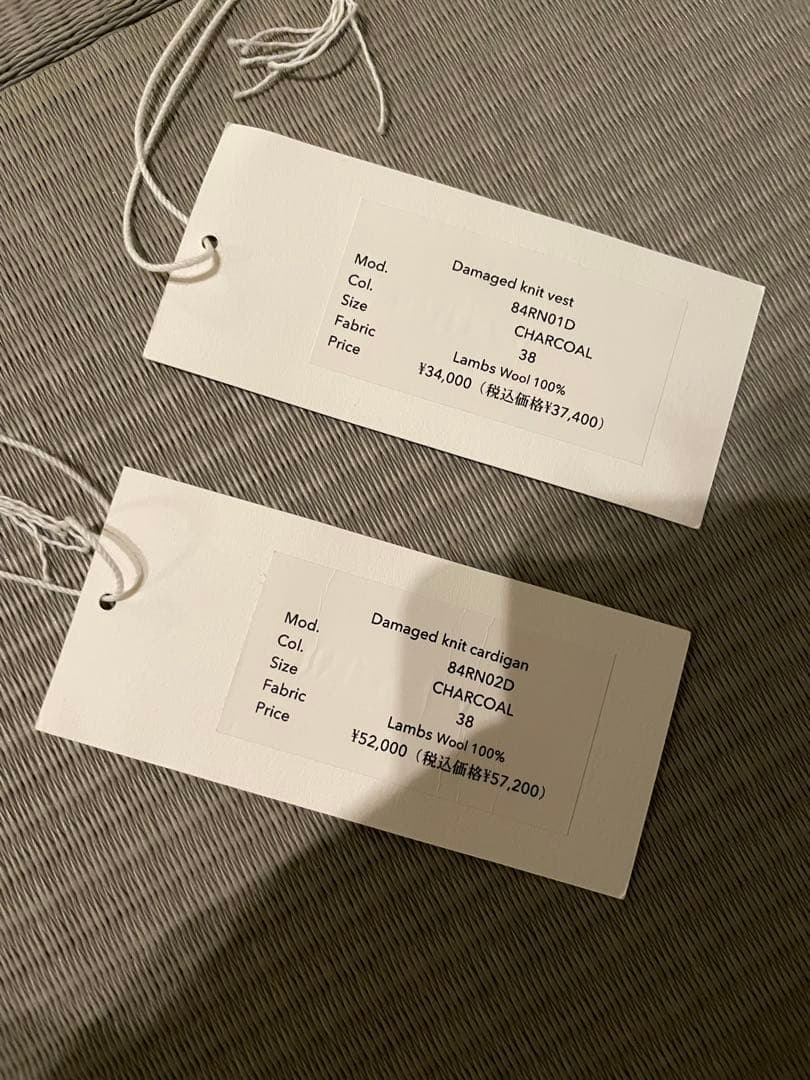 Damaged knit vest
Mod. 84RN01D
Col. CHARCOAL
Size 38
Fabric Lambs Wool 100%
Price ¥34,000（税込価格¥37,400）
Damaged knit cardigan
Mod. 84RN02D
Col. CHARCOAL
Size 38
Fabric Lambs Wool 100%
Price ¥52,000（税込価格¥57,200）